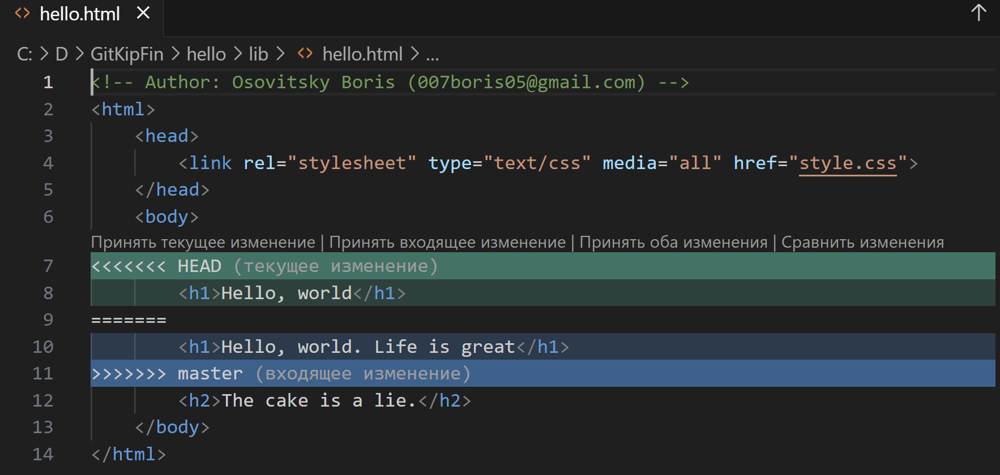 hello.html
C: > D > GitKipFin > hello > lib > hello.html > ...
1 <!-- Author: Osovitsky Boris (007boris05@gmail.com) -->
2 <html>
3 <head>
4 <link rel="stylesheet" type="text/css" media="all" href="style.css">
5 </head>
6 <body>
Принять текущее изменение | Принять входящее изменение | Принять оба изменения | Сравнить изменения
7 <<<<<<< HEAD (текущее изменение)
8 <h1>Hello, world</h1>
9 =======
10 <h1>Hello, world. Life is great</h1>
11 >>>>>>> master (входящее изменение)
12 <h2>The cake is a lie.</h2>
13 </body>
14 </html>